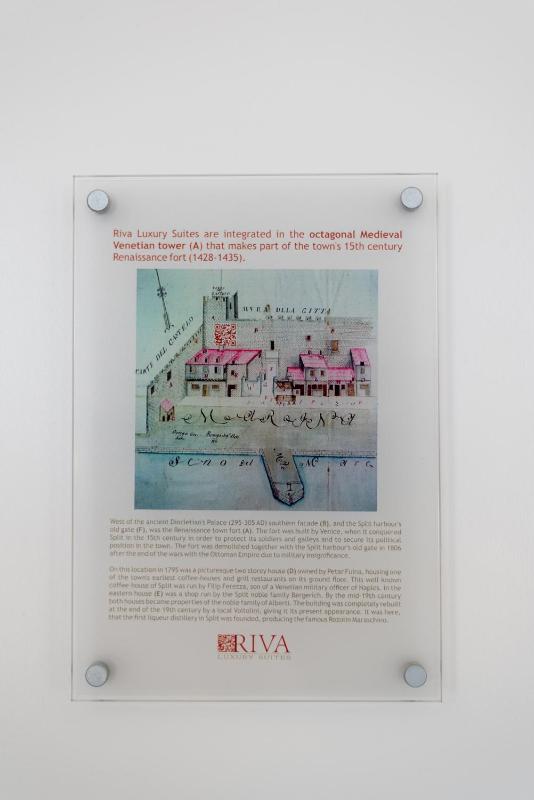 Riva Luxury Suites are integrated in the octagonal Medieval
Venetian tower (A) that makes part of the town's 15th century
Renaissance fort (1428-1435).
MVRA DLLA CITTA
DEL CASTELO
MARINA
West of the ancient Diocletian's Palace (295-305 AD) southern facade (B), and the Split harbour's
old gate (F), was the Renaissance town fort (A). The fort was built by Venice, when it conquered
Split in the 15th century in order to protect its soldiers and galleys and to secure its political
position in the town. The fort was demolished together with the Split harbour's old gate in 1806
after the end of the wars with the Ottoman Empire due to military insignificance.
On this location in 1795 was a picturesque two storey house (D) owned by Petar Fuina, housing one
of the towns earliest coffee-houses and grill restaurants on its ground floor. This well known
coffee-house of Split was run by Filip Ferezza, son of a Venetian military officer of Naples. In the
eastern house (E) was a shop run by the Split noble family Bergerich. By the mid-19th century
both houses became properties of the noble family of Alberti. The building was completely rebuilt
at the end of the 19th century by a local Voltolini, giving it its present appearance. It was here,
that the first liqueur distillery in Split was founded, producing the famous Rozolin Maraschino.
RIVA
LUXURY SUITES